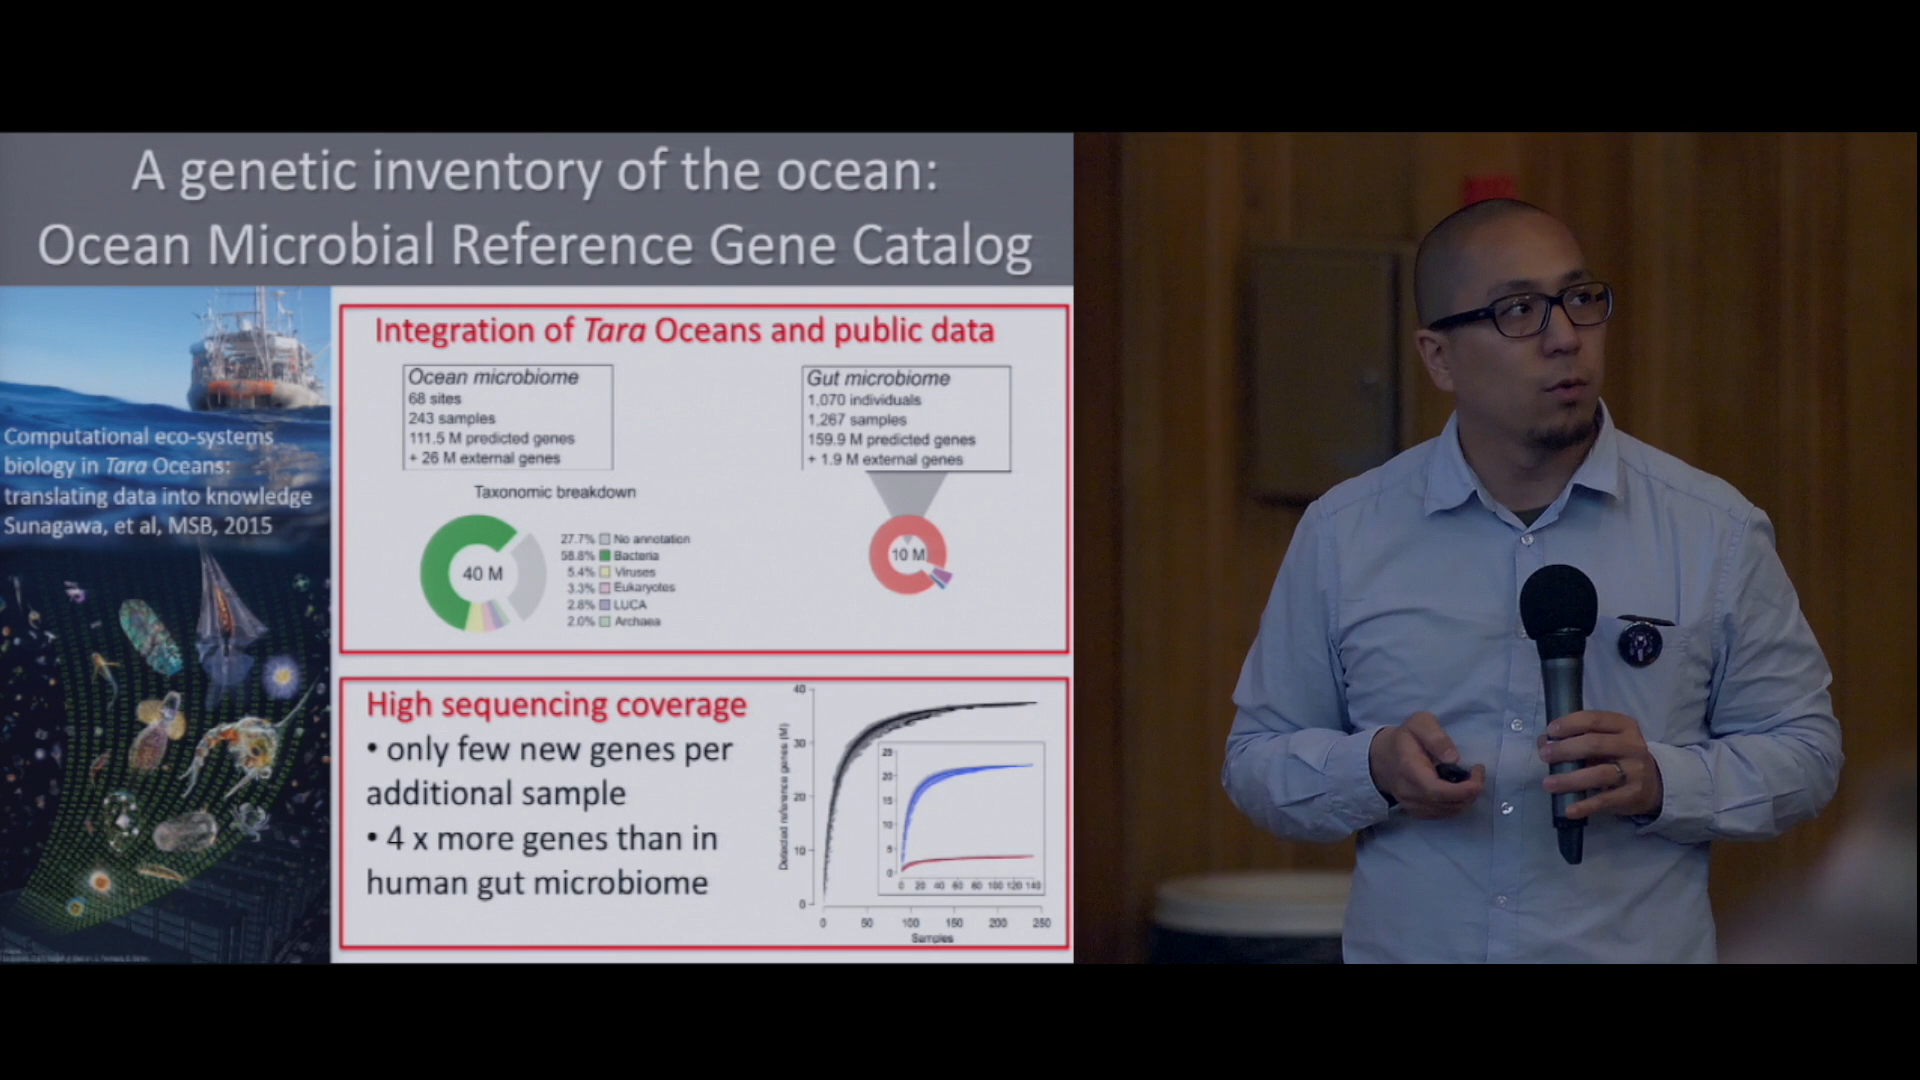 A genetic inventory of the ocean:
Ocean Microbial Reference Gene Catalog
Computational eco-systems
biology in Tara Oceans:
translating data into knowledge
Sunagawa, et al, MSB, 2015
Integration of Tara Oceans and public data
Ocean microbiome
68 sites
243 samples
111.5 M predicted genes
+ 26 M external genes
Gut microbiome
1,070 individuals
1,267 samples
159.9 M predicted genes
+ 1.9 M external genes
Taxonomic breakdown
40 M
27.7% No annotation
58.8% Bacteria
5.4% Viruses
3.3% Eukaryotes
2.8% LUCA
2.0% Archaea
10 M
High sequencing coverage
• only few new genes per
additional sample
• 4 x more genes than in
human gut microbiome
Detected reference genes (M)
40
30
20
10
0
0 50 100 150 200 250
Samples
25
20
15
10
5
0
0 20 40 60 80 100 120 140